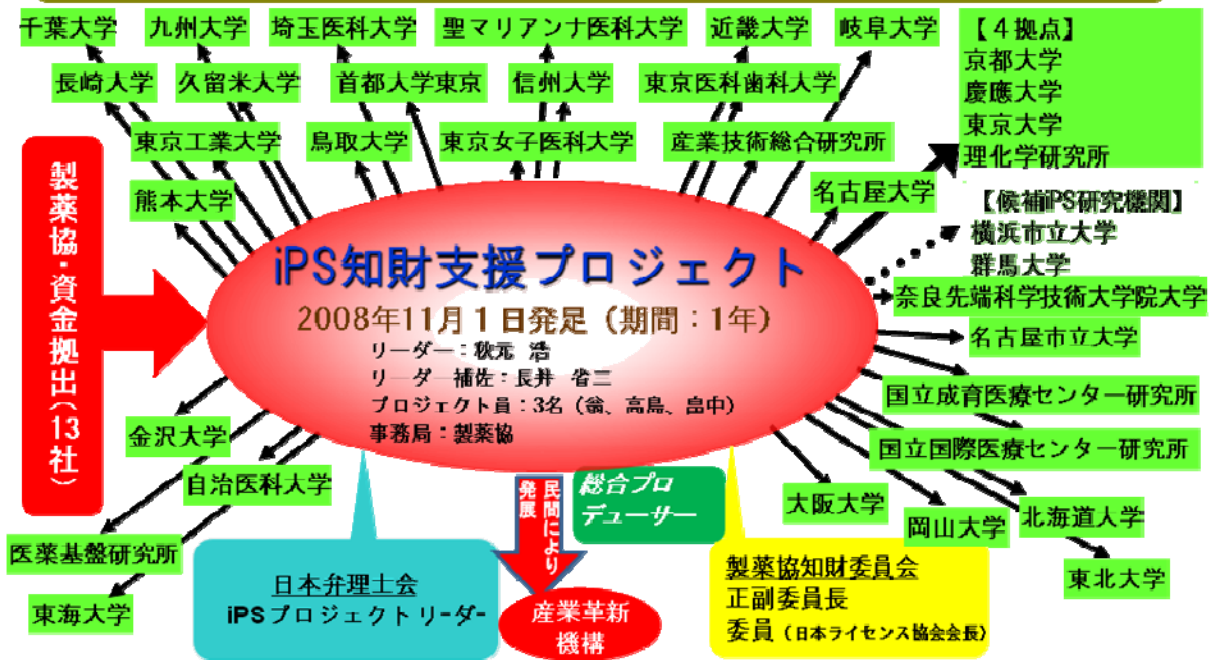 千葉大学
九州大学
埼玉医科大学
聖マリアンナ医科大学
近畿大学
岐阜大学
長崎大学
久留米大学
首都大学東京
信州大学
東京医科歯科大学
東京工業大学
鳥取大学
東京女子医科大学
産業技術総合研究所
熊本大学
名古屋大学
【4拠点】
京都大学
慶應大学
東京大学
理化学研究所
【候補iPS研究機関】
横浜市立大学
群馬大学
奈良先端科学技術大学院大学
名古屋市立大学
国立成育医療センター研究所
国立国際医療センター研究所
製薬協・資金拠出(13社)
iPS知財支援プロジェクト
2008年11月1日発足(期間:1年)
リーダー:秋元 浩
リーダー補佐:長井 省三
プロジェクト員:3名(翁、高島、畠中)
事務局:製薬協
金沢大学
自治医科大学
医薬基盤研究所
東海大学
大阪大学
岡山大学
北海道大学
東北大学
日本弁理士会
iPSプロジェクトリーダー
民間により
発展
総合プロ
デューサー
産業革新
機構
製薬協知財委員会
正副委員長
委員(日本ライセンス協会会長)